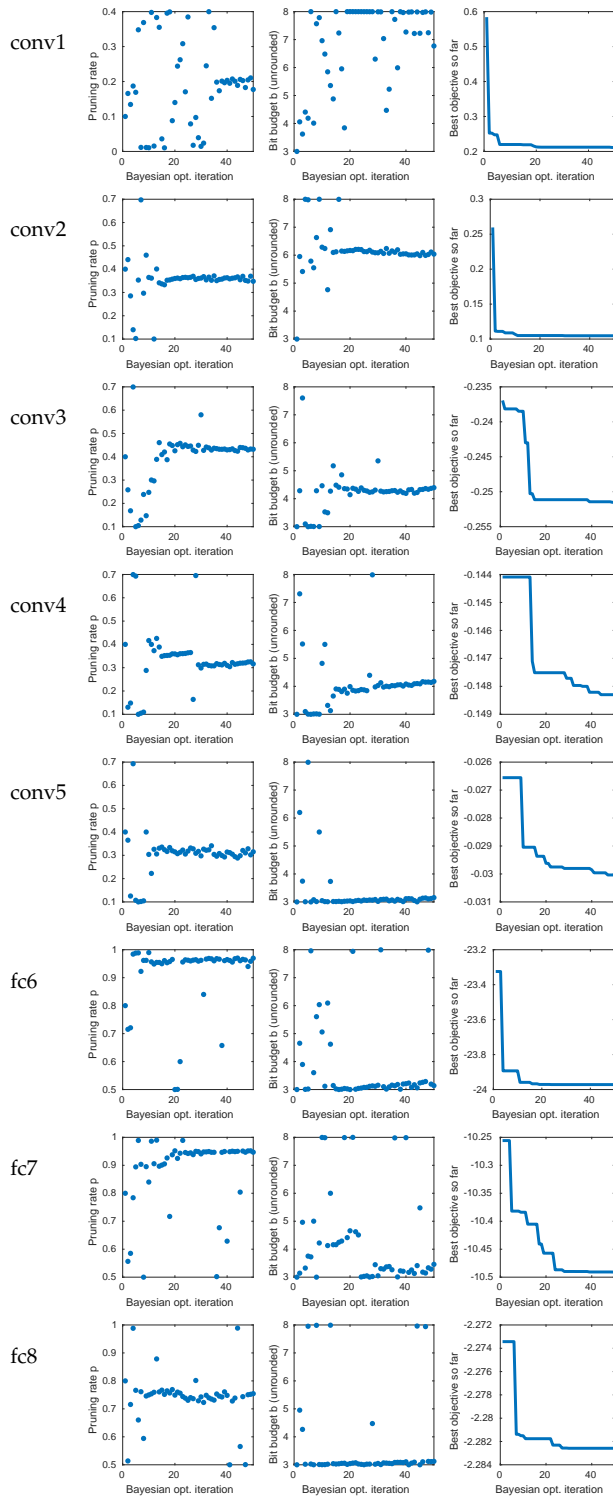 conv1
Pruning rate p
0.4
0.3
0.2
0.1
0
0 20 40
Bayesian opt. iteration
Bit budget b (unrounded)
8
7
6
5
4
3
0 20 40
Bayesian opt. iteration
Best objective so far
0.6
0.5
0.4
0.3
0.2
0 20 40
Bayesian opt. iteration
conv2
Pruning rate p
0.7
0.6
0.5
0.4
0.3
0.2
0.1
0 20 40
Bayesian opt. iteration
Bit budget b (unrounded)
8
7
6
5
4
3
0 20 40
Bayesian opt. iteration
Best objective so far
0.3
0.25
0.2
0.15
0.1
0 20 40
Bayesian opt. iteration
conv3
Pruning rate p
0.7
0.6
0.5
0.4
0.3
0.2
0.1
0 20 40
Bayesian opt. iteration
Bit budget b (unrounded)
8
7
6
5
4
3
0 20 40
Bayesian opt. iteration
Best objective so far
-0.235
-0.24
-0.245
-0.25
-0.255
0 20 40
Bayesian opt. iteration
conv4
Pruning rate p
0.7
0.6
0.5
0.4
0.3
0.2
0.1
0 20 40
Bayesian opt. iteration
Bit budget b (unrounded)
8
7
6
5
4
3
0 20 40
Bayesian opt. iteration
Best objective so far
-0.144
-0.145
-0.146
-0.147
-0.148
-0.149
0 20 40
Bayesian opt. iteration
conv5
Pruning rate p
0.7
0.6
0.5
0.4
0.3
0.2
0.1
0 20 40
Bayesian opt. iteration
Bit budget b (unrounded)
8
7
6
5
4
3
0 20 40
Bayesian opt. iteration
Best objective so far
-0.026
-0.027
-0.028
-0.029
-0.03
-0.031
0 20 40
Bayesian opt. iteration
fc6
Pruning rate p
1
0.9
0.8
0.7
0.6
0.5
0 20 40
Bayesian opt. iteration
Bit budget b (unrounded)
8
7
6
5
4
3
0 20 40
Bayesian opt. iteration
Best objective so far
-23.2
-23.4
-23.6
-23.8
-24
0 20 40
Bayesian opt. iteration
fc7
Pruning rate p
1
0.9
0.8
0.7
0.6
0.5
0 20 40
Bayesian opt. iteration
Bit budget b (unrounded)
8
7
6
5
4
3
0 20 40
Bayesian opt. iteration
Best objective so far
-10.25
-10.3
-10.35
-10.4
-10.45
-10.5
0 20 40
Bayesian opt. iteration
fc8
Pruning rate p
1
0.9
0.8
0.7
0.6
0.5
0 20 40
Bayesian opt. iteration
Bit budget b (unrounded)
8
7
6
5
4
3
0 20 40
Bayesian opt. iteration
Best objective so far
-2.272
-2.274
-2.276
-2.278
-2.28
-2.282
-2.284
0 20 40
Bayesian opt. iteration